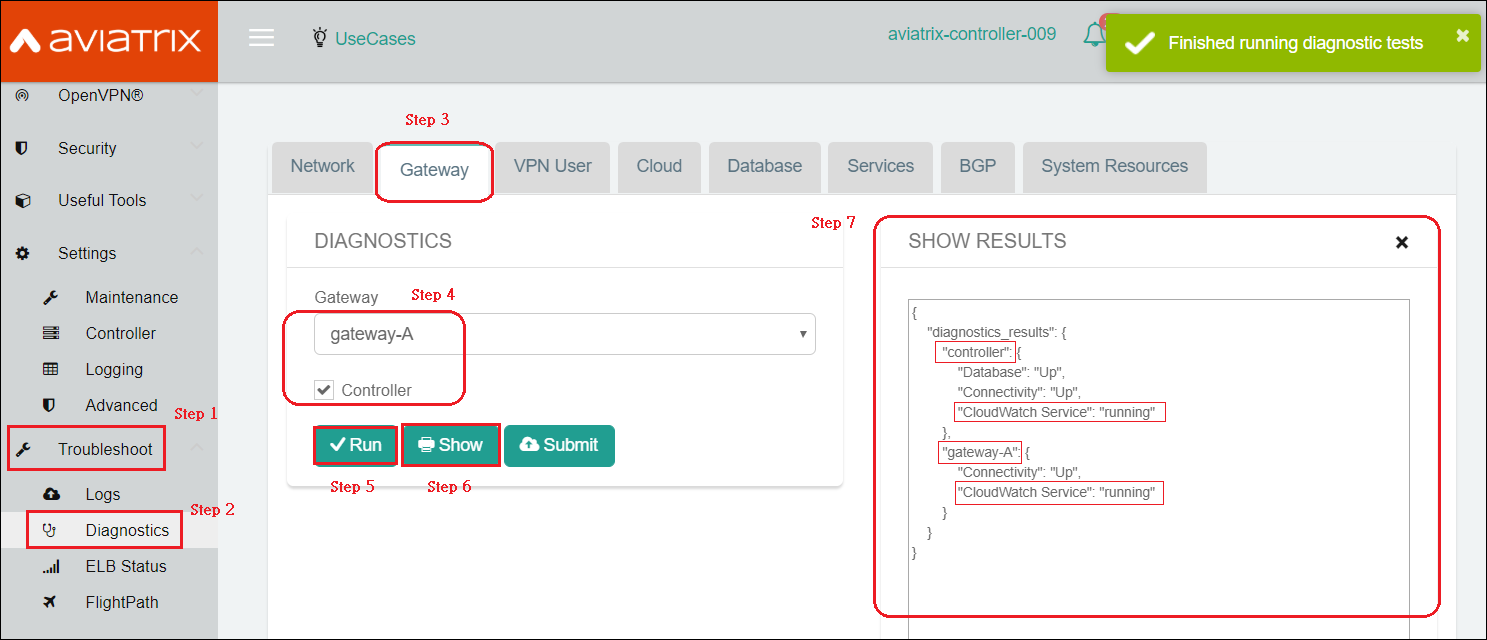 aviatrix
UseCases
aviatrix-controller-009
Finished running diagnostic tests
OpenVPN®
Security
Useful Tools
Settings
Maintenance
Controller
Logging
Advanced
Step 1
Troubleshoot
Logs
Step 2
Diagnostics
ELB Status
FlightPath
Step 3
Network
Gateway
VPN User
Cloud
Database
Services
BGP
System Resources
DIAGNOSTICS
Gateway
Step 4
gateway-A
Controller
Run
Show
Submit
Step 5
Step 6
Step 7
SHOW RESULTS
{
"diagnostics_results": {
"controller": {
"Database": "Up",
"Connectivity": "Up",
"CloudWatch Service": "running"
},
"gateway-A": {
"Connectivity": "Up",
"CloudWatch Service": "running"
}
}
}